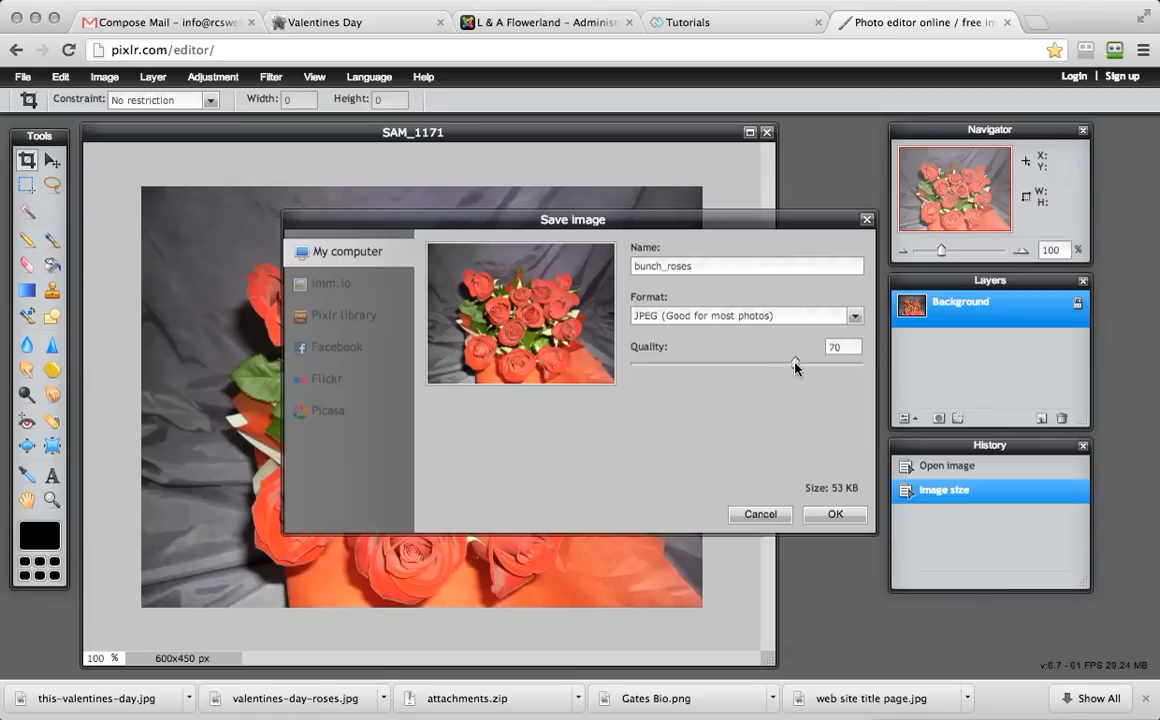 Compose Mail – info@rcswe
Valentines Day
L & A Flowerland - Adminis
Tutorials
Photo editor online / free in
pixlr.com/editor/
File Edit Image Layer Adjustment Filter View Language Help
Login Sign up
Constraint: No restriction Width: 0 Height: 0
Tools
SAM_1171
Navigator
X:
Y:
W:
H:
100 %
Save image
My computer
imm.io
Pixlr library
Facebook
Flickr
Picasa
Name:
bunch_roses
Format:
JPEG (Good for most photos)
Quality: 70
Size: 53 KB
Cancel OK
Layers
Background
History
Open image
Image size
100 % 600x450 px
v:6.7 - 61 FPS 29.24 MB
this-valentines-day.jpg
valentines-day-roses.jpg
attachments.zip
Gates Bio.png
web site title page.jpg
Show All